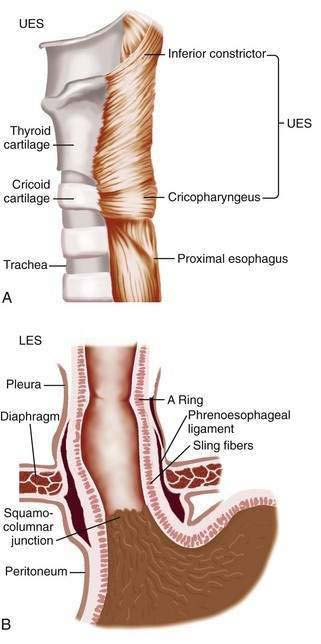 UES
Inferior constrictor
UES
Thyroid
cartilage
Cricoid
cartilage
Cricopharyngeus
Trachea
Proximal esophagus
A
LES
Pleura
A Ring
Diaphragm
Phrenoesophageal
ligament
Sling fibers
Squamo-
columnar
junction
Peritoneum
B